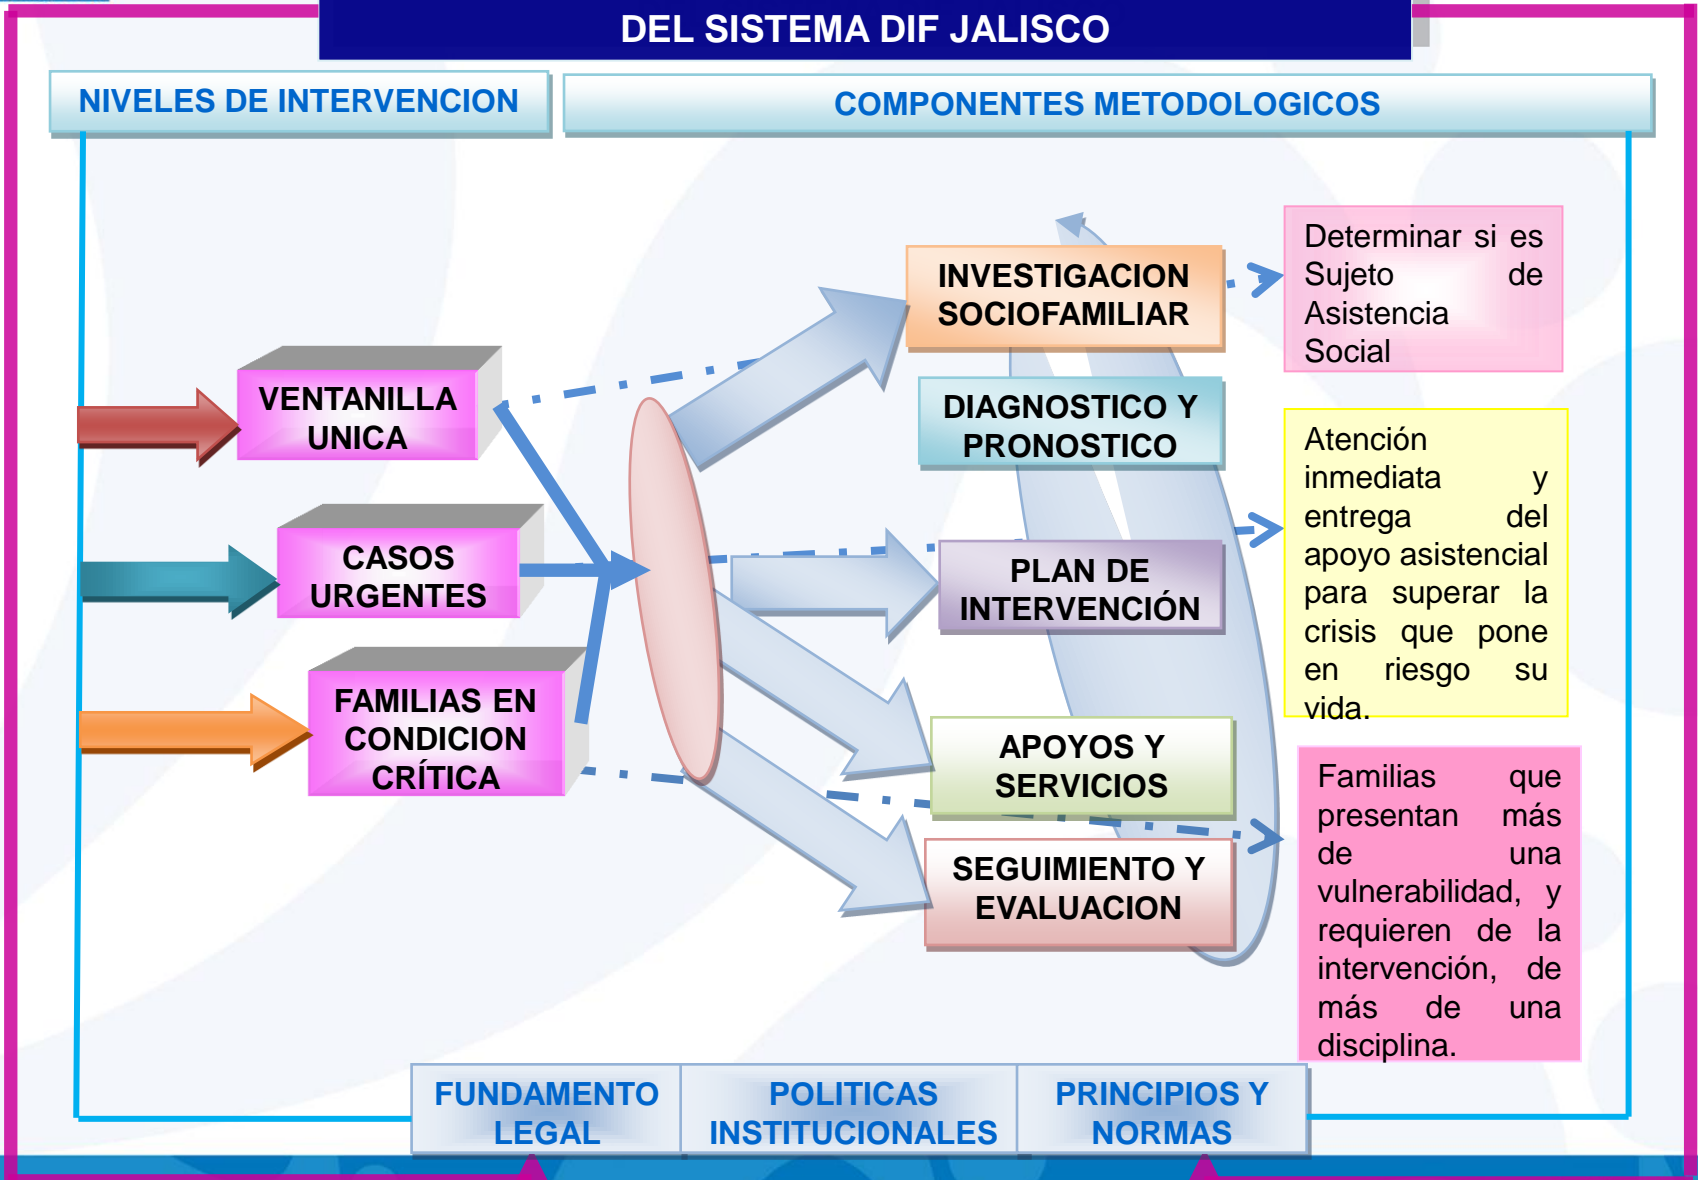 DEL SISTEMA DIF JALISCO
NIVELES DE INTERVENCION
COMPONENTES METODOLOGICOS
VENTANILLA
UNICA
CASOS
URGENTES
FAMILIAS EN
CONDICION
CRÍTICA
INVESTIGACION
SOCIOFAMILIAR
DIAGNOSTICO Y
PRONOSTICO
PLAN DE
INTERVENCIÓN
APOYOS Y
SERVICIOS
SEGUIMIENTO Y
EVALUACION
Determinar si es
Sujeto de
Asistencia
Social
Atención
inmediata y
entrega del
apoyo asistencial
para superar la
crisis que pone
en riesgo su
vida.
Familias que
presentan más
de una
vulnerabilidad, y
requieren de la
intervención, de
más de una
disciplina.
FUNDAMENTO
LEGAL
POLITICAS
INSTITUCIONALES
PRINCIPIOS Y
NORMAS